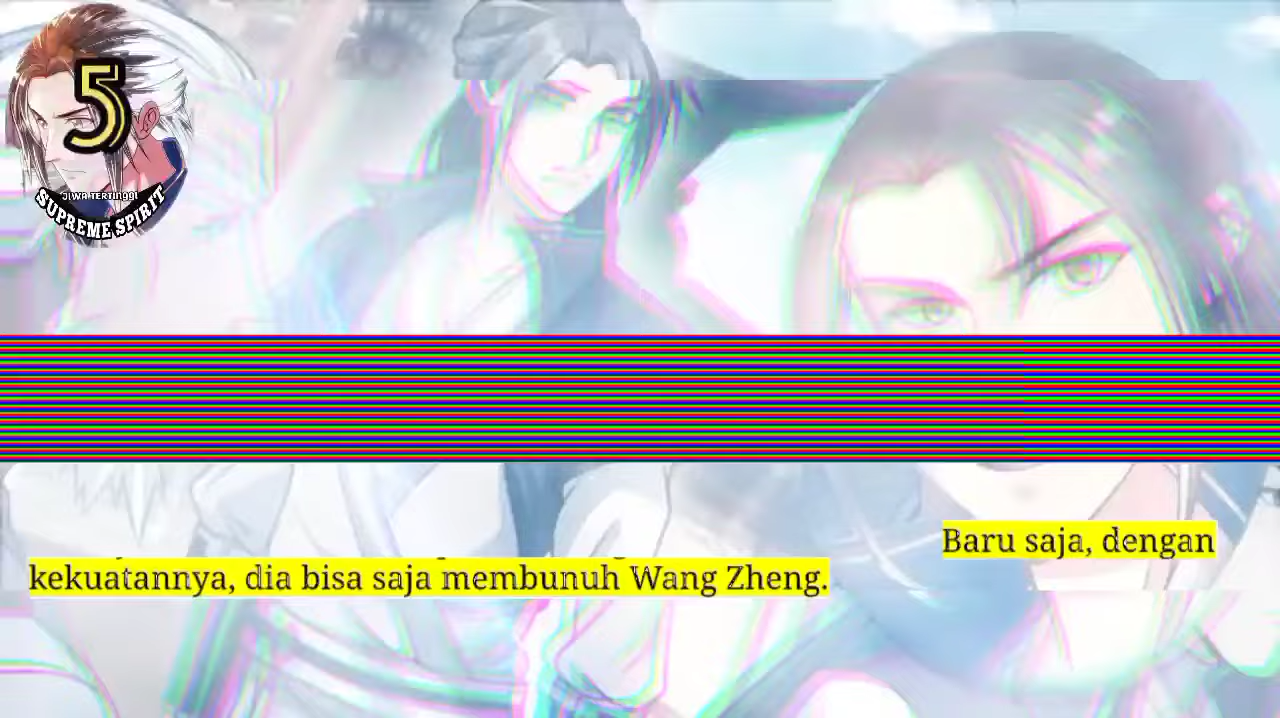 5
JIWA TERTINGGI
SUPREME SPIRIT
Baru saja, dengan
kekuatannya, dia bisa saja membunuh Wang Zheng.